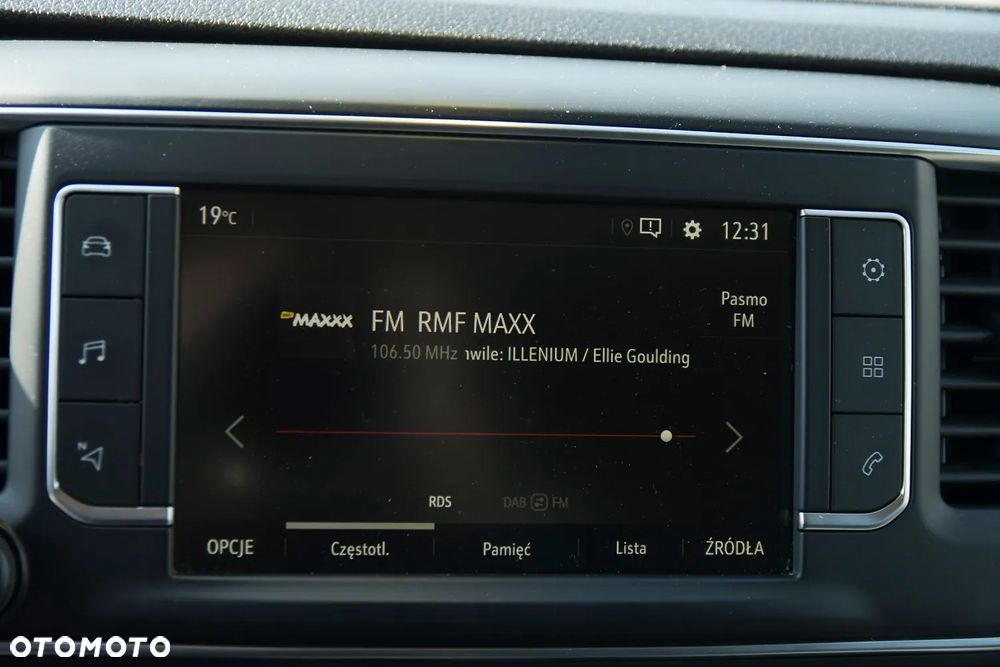 19°C
12:31
Pasmo
FM
MAXXX FM RMF MAXX
106.50 MHz wile: ILLENIUM / Ellie Goulding
RDS DAB FM
OPCJE Częstotl. Pamięć Lista ŹRÓDŁA
N
OTOMOTO